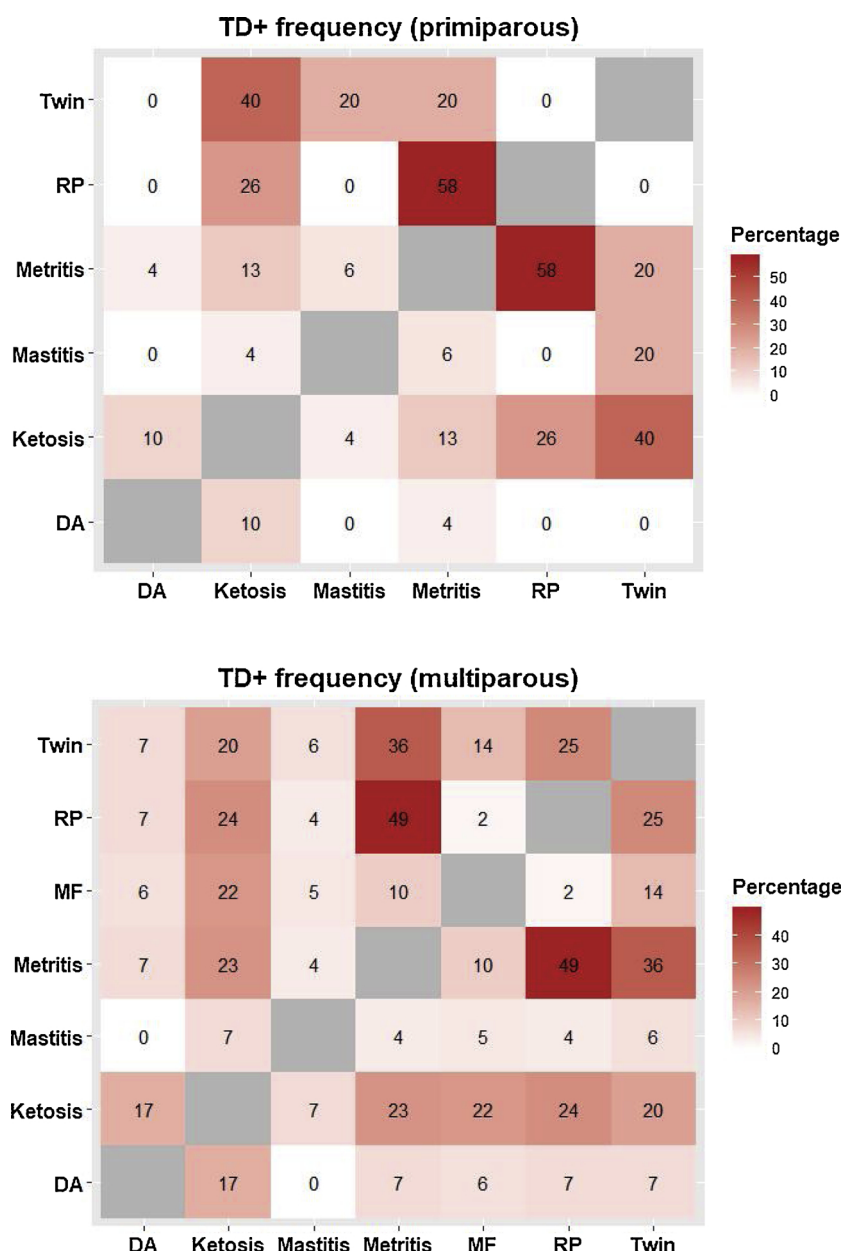 TD+ frequency (primiparous)
Twin 0 40 20 20 0
RP 0 26 0 58 0
Metritis 4 13 6 58 20
Mastitis 0 4 6 0 20
Ketosis 10 4 13 26 40
DA 10 0 4 0 0
DA Ketosis Mastitis Metritis RP Twin
Percentage
50
40
30
20
10
0
TD+ frequency (multiparous)
Twin 7 20 6 36 14 25
RP 7 24 4 49 2 25
MF 6 22 5 10 2 14
Metritis 7 23 4 10 49 36
Mastitis 0 7 4 5 4 6
Ketosis 17 7 23 22 24 20
DA 17 0 7 6 7 7
DA Ketosis Mastitis Metritis MF RP Twin
Percentage
40
30
20
10
0